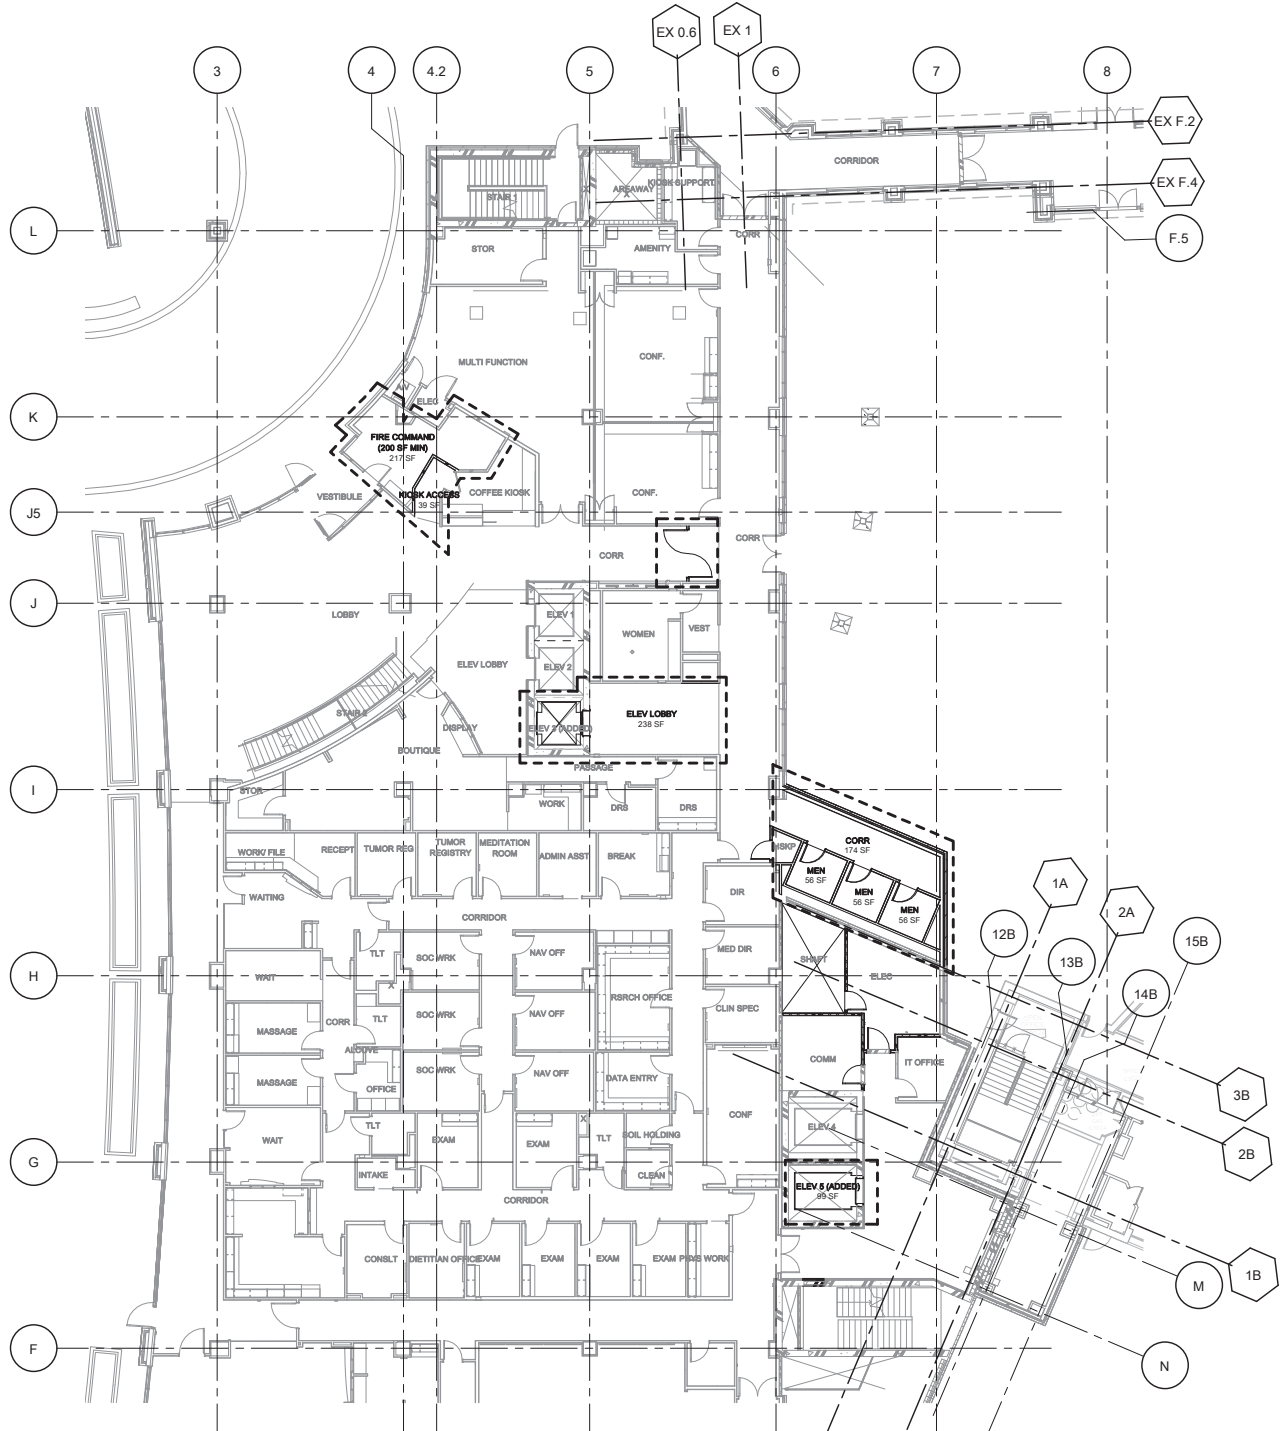 EX 0.6
EX 1
3
4
4.2
5
6
7
8
EX F.2
CORRIDOR
EX F.4
AREAWAY
X
KIOSK SUPPORT
STAIR 1
X
L
STOR
AMENITY
CORR
F.5
MULTI FUNCTION
CONF.
A/V
ELEC
K
FIRE COMMAND
(200 SF MIN)
217 SF
KIOSK ACCESS
39 SF
COFFEE KIOSK
CONF.
VESTIBULE
J5
CORR
CORR
J
LOBBY
ELEV 1
WOMEN
VEST
ELEV LOBBY
ELEV 2
STAIR 2
DISPLAY
ELEV 3 (ADDED)
ELEV LOBBY
238 SF
BOUTIQUE
PASSAGE
I
STOR
WORK
DRS
DRS
WORK/ FILE
RECEPT
TUMOR REG
TUMOR
REGISTRY
MEDITATION
ROOM
ADMIN ASST
BREAK
HSKP
CORR
174 SF
MEN
56 SF
MEN
56 SF
MEN
56 SF
WAITING
DIR
1A
2A
CORRIDOR
12B
15B
TLT
SOC WRK
NAV OFF
MED DIR
SHAFT
13B
H
WAIT
ELEC
X
RSRCH OFFICE
14B
MASSAGE
CORR
TLT
SOC WRK
NAV OFF
CLIN SPEC
ALCOVE
COMM
IT OFFICE
MASSAGE
OFFICE
SOC WRK
NAV OFF
DATA ENTRY
3B
WAIT
TLT
EXAM
EXAM
X
TLT
SOIL HOLDING
CONF
ELEV 4
2B
G
INTAKE
CLEAN
ELEV 5 (ADDED)
99 SF
CORRIDOR
CONSLT
DIETITIAN OFFICE
EXAM
EXAM
EXAM
EXAM
PHYS WORK
M
1B
F
N